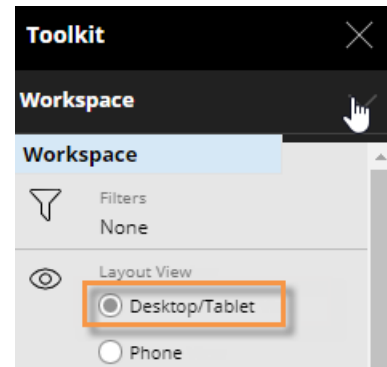 Toolkit
Workspace
Workspace
Filters
None
Layout View
Desktop/Tablet
Phone